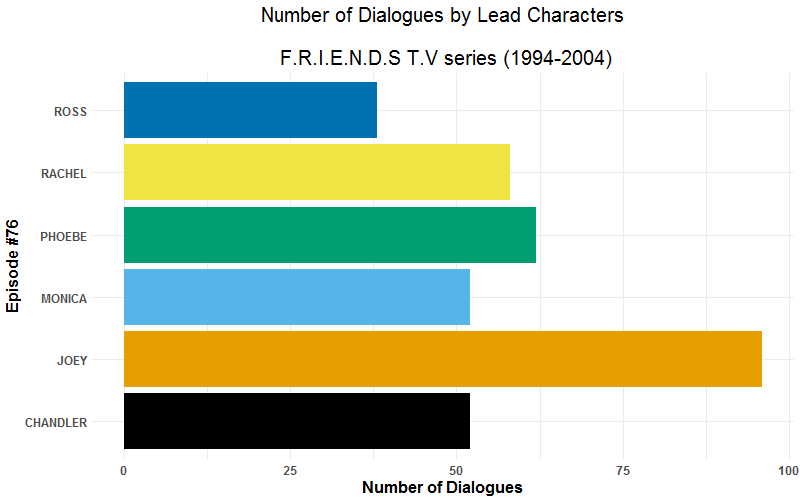 Number of Dialogues by Lead Characters
F.R.I.E.N.D.S T.V series (1994-2004)
Episode #76
ROSS
RACHEL
PHOEBE
MONICA
JOEY
CHANDLER
0 25 50 75 100
Number of Dialogues